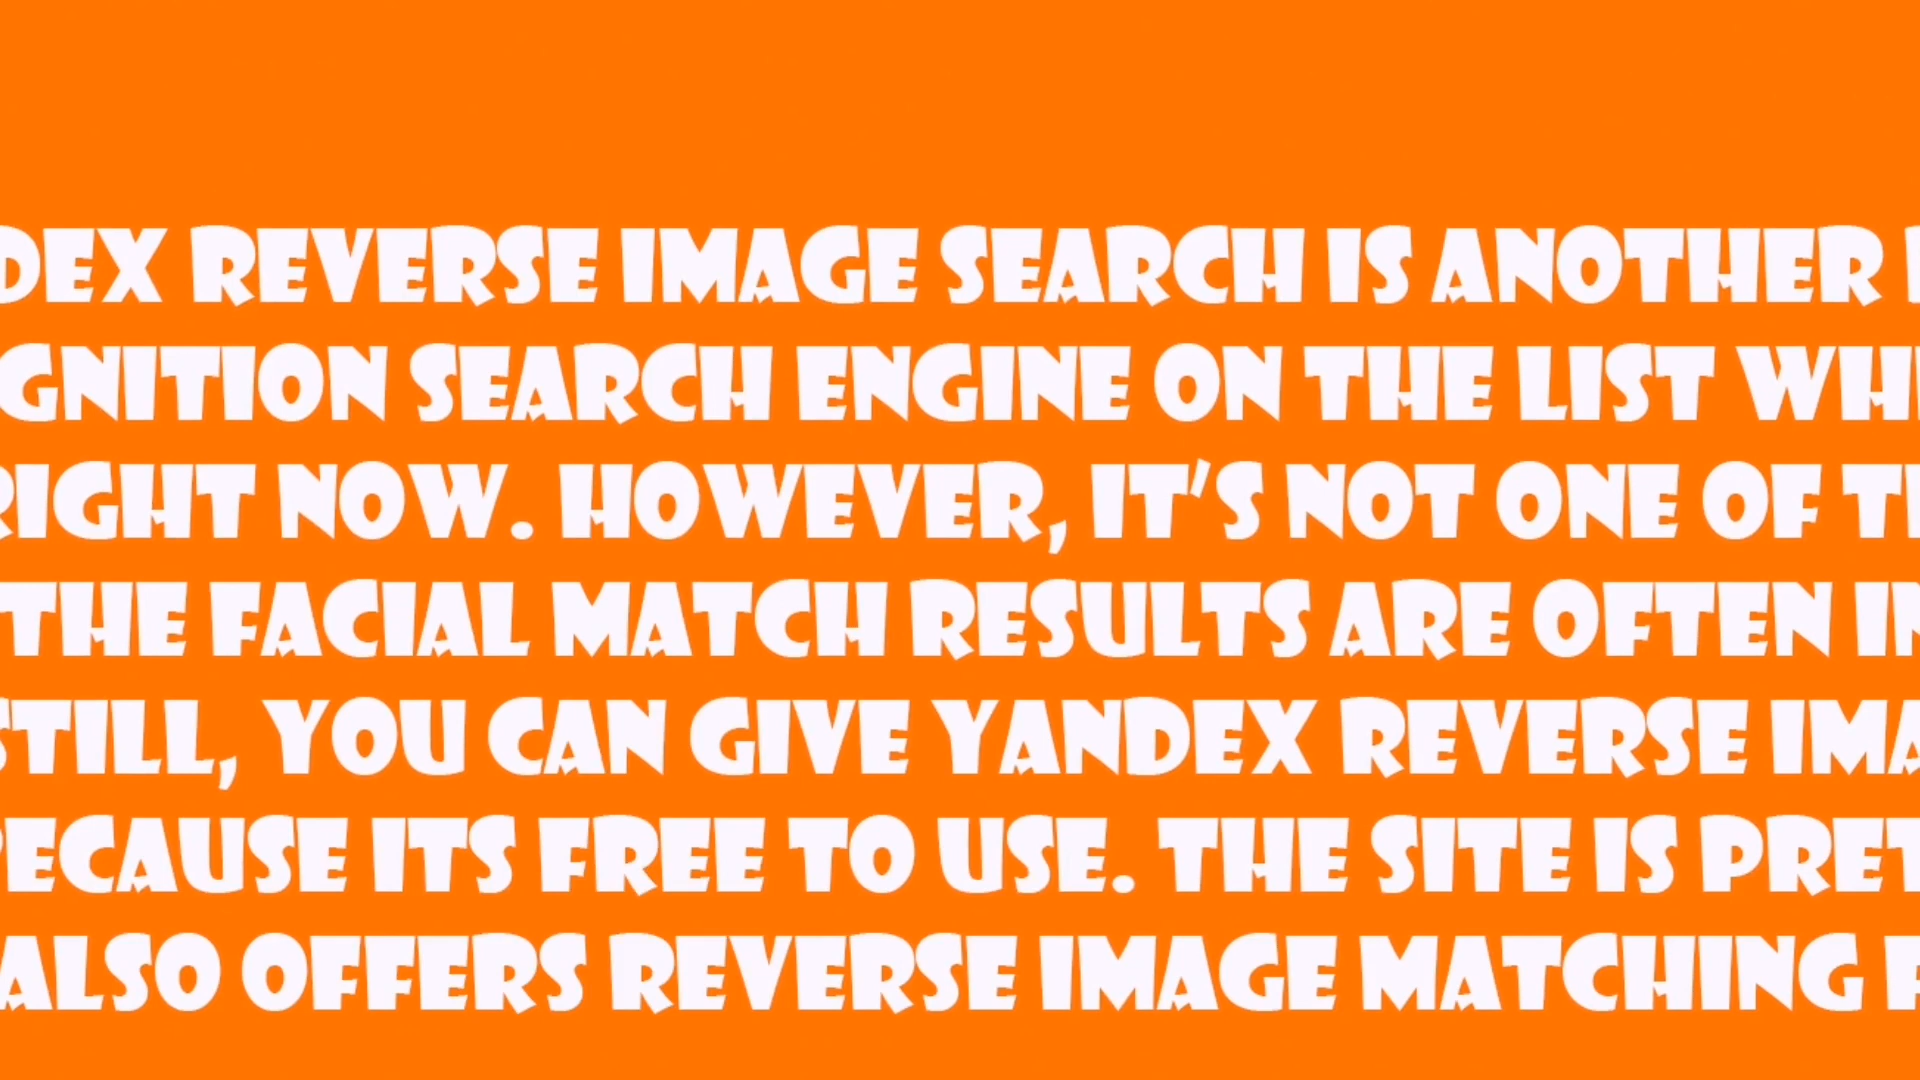 DEX REVERSE IMAGE SEARCH IS ANOTHER
GNITION SEARCH ENGINE ON THE LIST WH
RIGHT NOW. HOWEVER, IT'S NOT ONE OF T
THE FACIAL MATCH RESULTS ARE OFTEN IN
STILL, YOU CAN GIVE YANDEX REVERSE IMA
ECAUSE ITS FREE TO USE. THE SITE IS PRET
ALSO OFFERS REVERSE IMAGE MATCHING